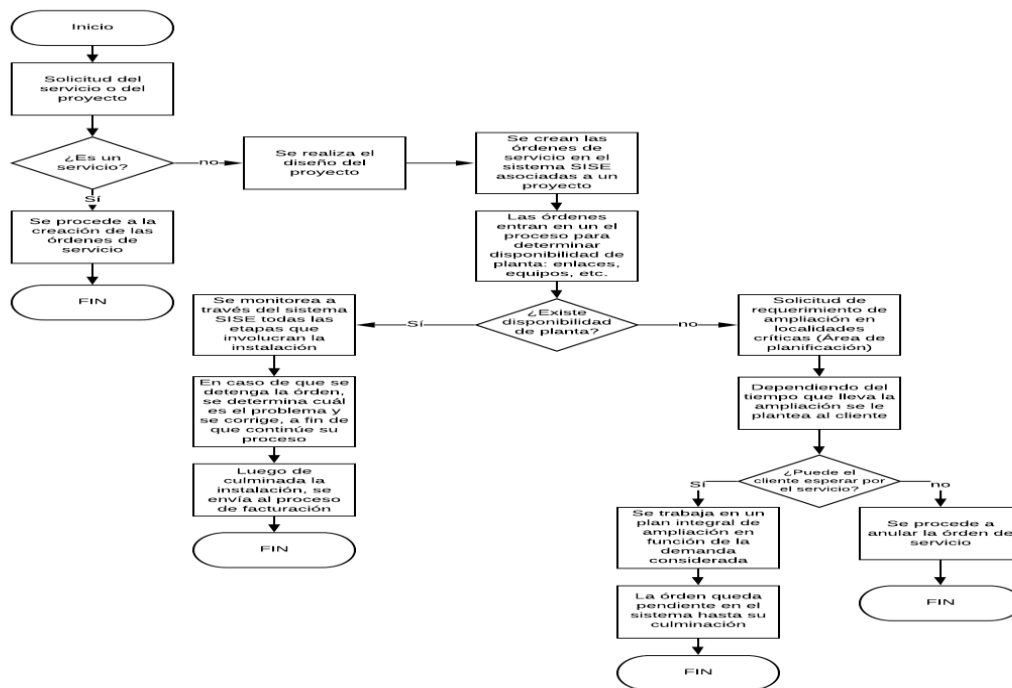 Inicio
Solicitud del
servicio o del
proyecto
¿Es un
servicio?
no
Sí
Se procede a la
creación de las
órdenes de
servicio
FIN
Se realiza el
diseño del
proyecto
Se crean las
órdenes de
servicio en el
sistema SISE
asociadas a un
proyecto
Las órdenes
entran en un el
proceso para
determinar
disponibilidad de
planta: enlaces,
equipos, etc.
¿Existe
disponibilidad
de planta?
Sí
no
Se monitorea a
través del sistema
SISE todas las
etapas que
involucran la
instalación
En caso de que se
detenga la órden,
se determina cuál
es el problema y
se corrige, a fin
de que continúe su
proceso
Luego de
culminada la
instalación, se
envía al proceso
de facturación
FIN
Solicitud de
requerimiento de
ampliación en
localidades
críticas (Área de
planificación)
Dependiendo del
tiempo que lleva la
ampliación se le
plantea al cliente
¿Puede el
cliente esperar por
el servicio?
Sí
no
Se trabaja en un
plan integral de
ampliación en
función de la
demanda
considerada
La órden queda
pendiente en el
sistema hasta su
culminación
FIN
Se procede a
anular la órden de
servicio
FIN